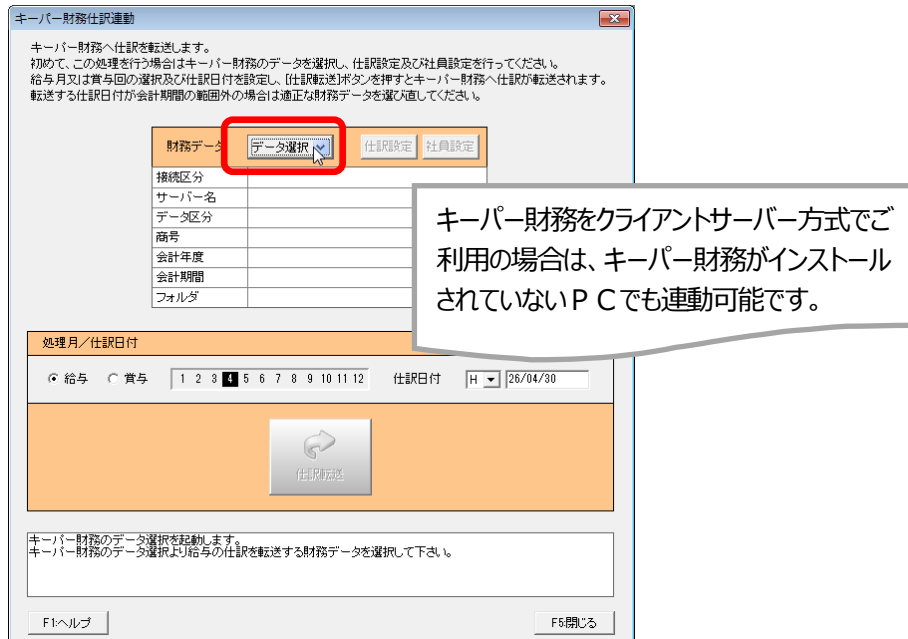 キーパー財務仕訳連動
キーパー財務へ仕訳を転送します。
初めて、この処理を行う場合はキーパー財務のデータを選択し、仕訳設定及び社員設定を行ってください。
給与月又は賞与回の選択及び仕訳日付を設定し、[仕訳転送]ボタンを押すとキーパー財務へ仕訳が転送されます。
転送する仕訳日付が会計期間の範囲外の場合は適正な財務データを選び直してください。
財務データ データ選択 仕訳設定 社員設定
接続区分
サーバー名
データ区分
商号
会計年度
会計期間
フォルダ
キーパー財務をクライアントサーバー方式でご
利用の場合は、キーパー財務がインストール
されていないＰＣでも連動可能です。
処理月／仕訳日付
給与 賞与 1 2 3 4 5 6 7 8 9 10 11 12 仕訳日付 H 26/04/30
仕訳転送
キーパー財務のデータ選択を起動します。
キーパー財務のデータ選択より給与の仕訳を転送する財務データを選択して下さい。
F1:ヘルプ F5:閉じる